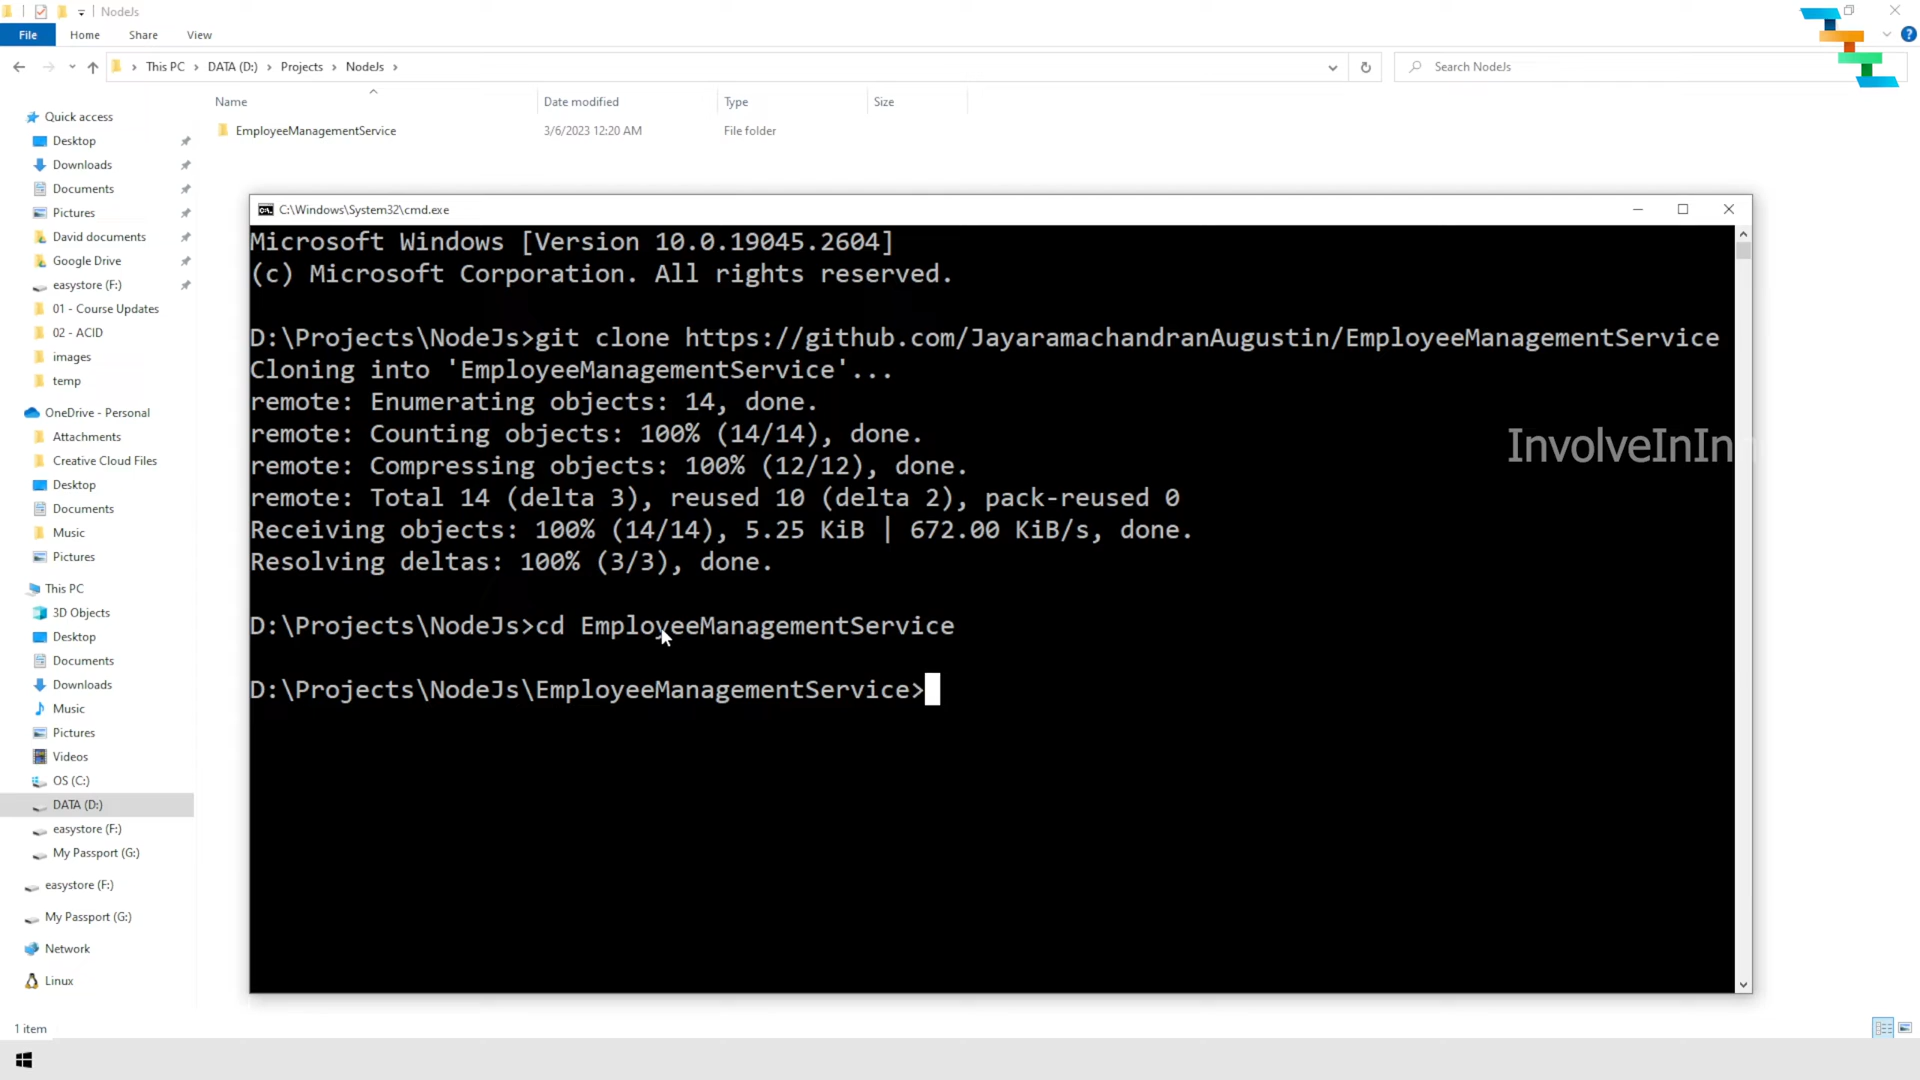 NodeJs
File Home Share View
This PC DATA (D:) Projects NodeJs
Search NodeJs
Name Date modified Type Size
EmployeeManagementService 3/6/2023 12:20 AM File folder
Quick access
Desktop
Downloads
Documents
Pictures
David documents
Google Drive
easystore (F:)
01 - Course Updates
02 - ACID
images
temp
OneDrive - Personal
Attachments
Creative Cloud Files
Desktop
Documents
Music
Pictures
This PC
3D Objects
Desktop
Documents
Downloads
Music
Pictures
Videos
OS (C:)
DATA (D:)
easystore (F:)
My Passport (G:)
easystore (F:)
My Passport (G:)
Network
Linux
1 item
C:\Windows\System32\cmd.exe
Microsoft Windows [Version 10.0.19045.2604]
(c) Microsoft Corporation. All rights reserved.
D:\Projects\NodeJs>git clone https://github.com/JayaramachandranAugustin/EmployeeManagementService
Cloning into 'EmployeeManagementService'...
remote: Enumerating objects: 14, done.
remote: Counting objects: 100% (14/14), done.
remote: Compressing objects: 100% (12/12), done.
remote: Total 14 (delta 3), reused 10 (delta 2), pack-reused 0
Receiving objects: 100% (14/14), 5.25 KiB | 672.00 KiB/s, done.
Resolving deltas: 100% (3/3), done.
D:\Projects\NodeJs>cd EmployeeManagementService
D:\Projects\NodeJs\EmployeeManagementService>
InvolveInIn